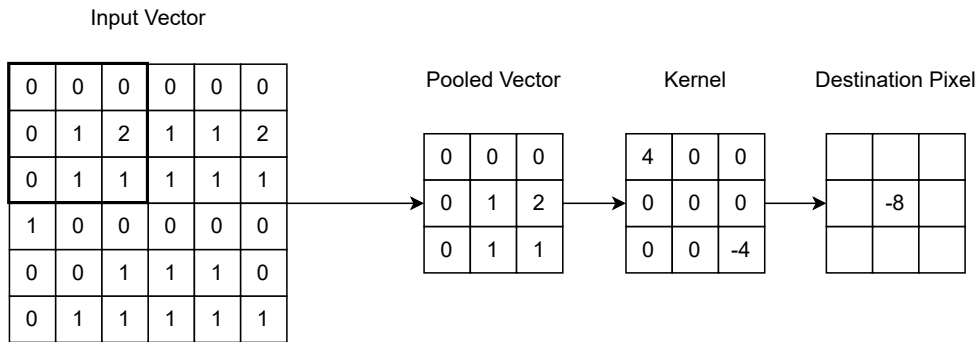 Input Vector
0 0 0 0 0 0
0 1 2 1 1 2
0 1 1 1 1 1
1 0 0 0 0 0
0 0 1 1 1 0
0 1 1 1 1 1
Pooled Vector
0 0 0
0 1 2
0 1 1
Kernel
4 0 0
0 0 0
0 0 -4
Destination Pixel
-8